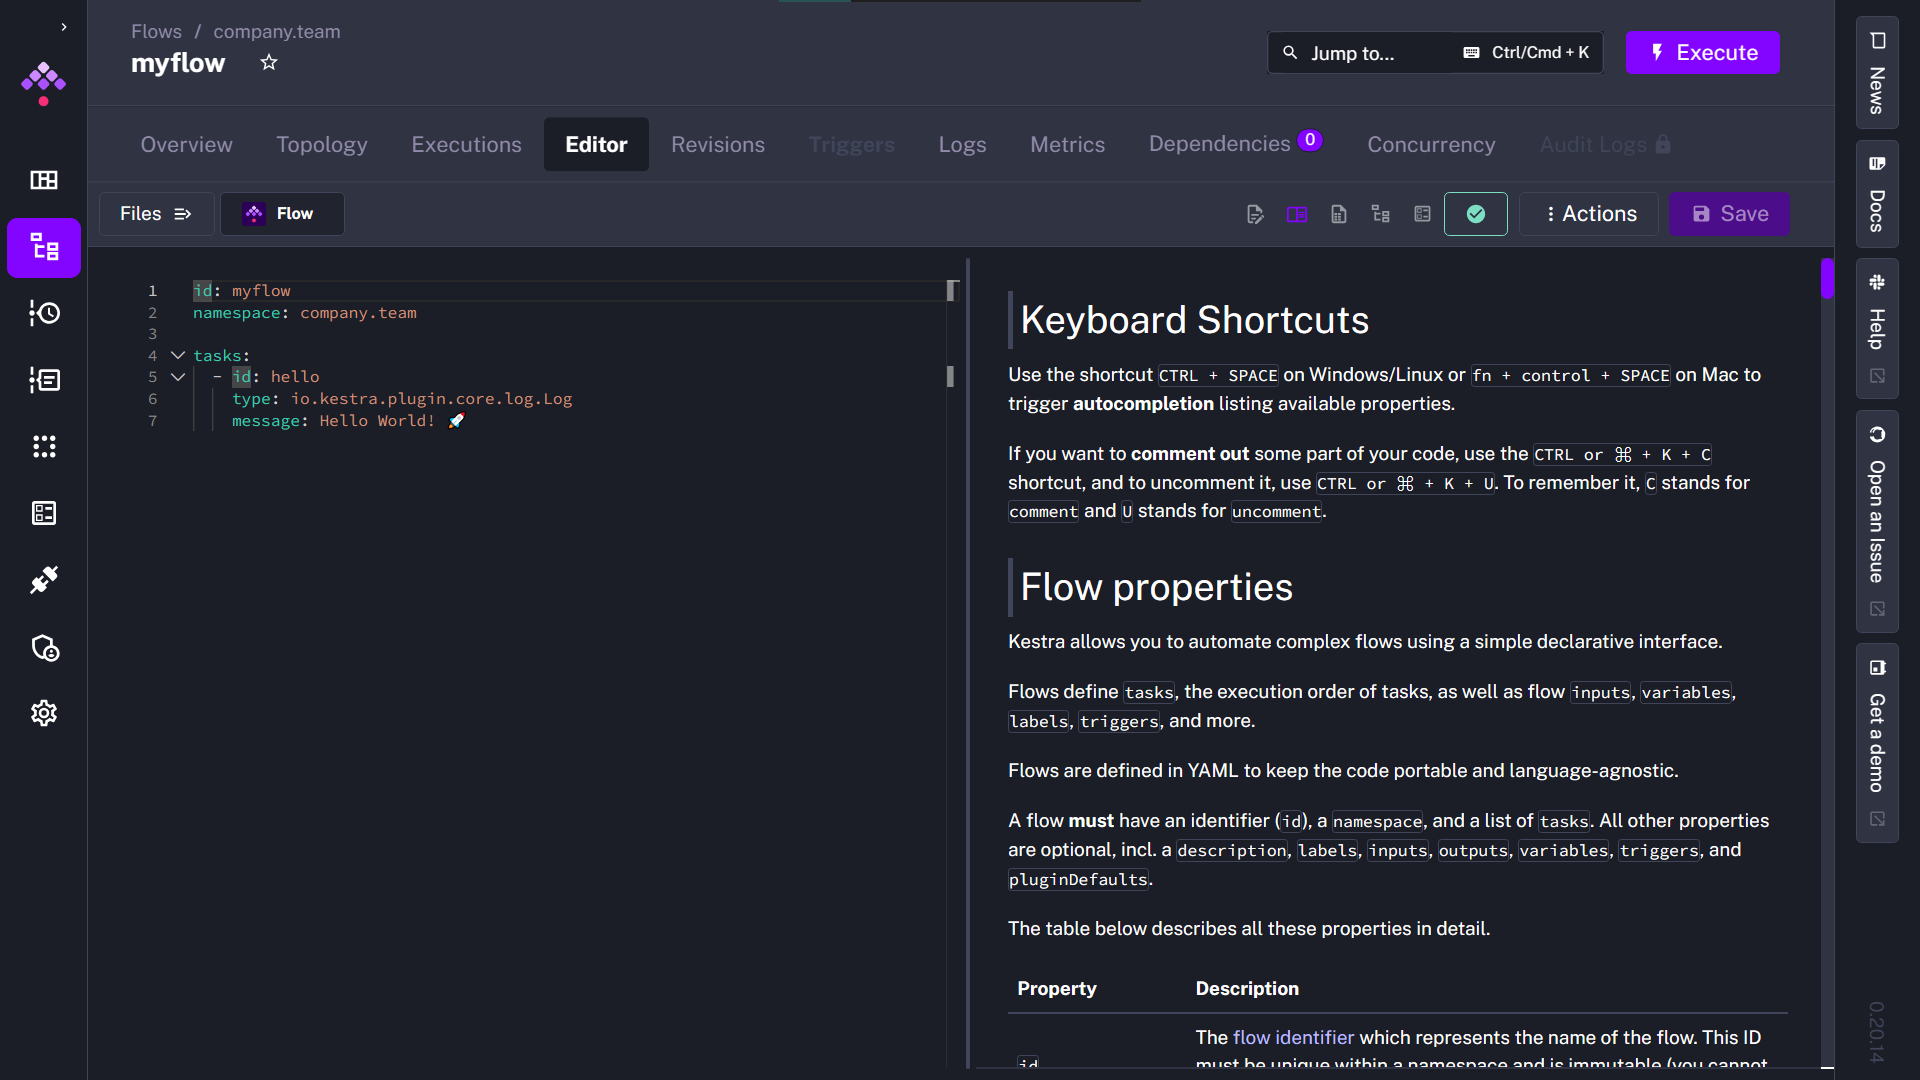 Flows / company.team
myflow
Jump to...
Ctrl/Cmd + K
Execute
Overview
Topology
Executions
Editor
Revisions
Triggers
Logs
Metrics
Dependencies 0
Concurrency
Audit Logs
Files
Flow
Actions
Save
1 id: myflow
2 namespace: company.team
3
4 tasks:
5 - id: hello
6 type: io.kestra.plugin.core.log.Log
7 message: Hello World! 🚀
Keyboard Shortcuts
Use the shortcut CTRL + SPACE on Windows/Linux or fn + control + SPACE on Mac to
trigger autocompletion listing available properties.
If you want to comment out some part of your code, use the CTRL or ⌘ + K + C
shortcut, and to uncomment it, use CTRL or ⌘ + K + U. To remember it, C stands for
comment and U stands for uncomment.
Flow properties
Kestra allows you to automate complex flows using a simple declarative interface.
Flows define tasks, the execution order of tasks, as well as flow inputs, variables,
labels, triggers, and more.
Flows are defined in YAML to keep the code portable and language-agnostic.
A flow must have an identifier (id), a namespace, and a list of tasks. All other properties
are optional, incl. a description, labels, inputs, outputs, variables, triggers, and
pluginDefaults.
The table below describes all these properties in detail.
Property Description
The flow identifier which represents the name of the flow. This ID
id must be unique within a namespace and is immutable (you cannot
News
Docs
Help
Open an Issue
Get a demo
0.20.14